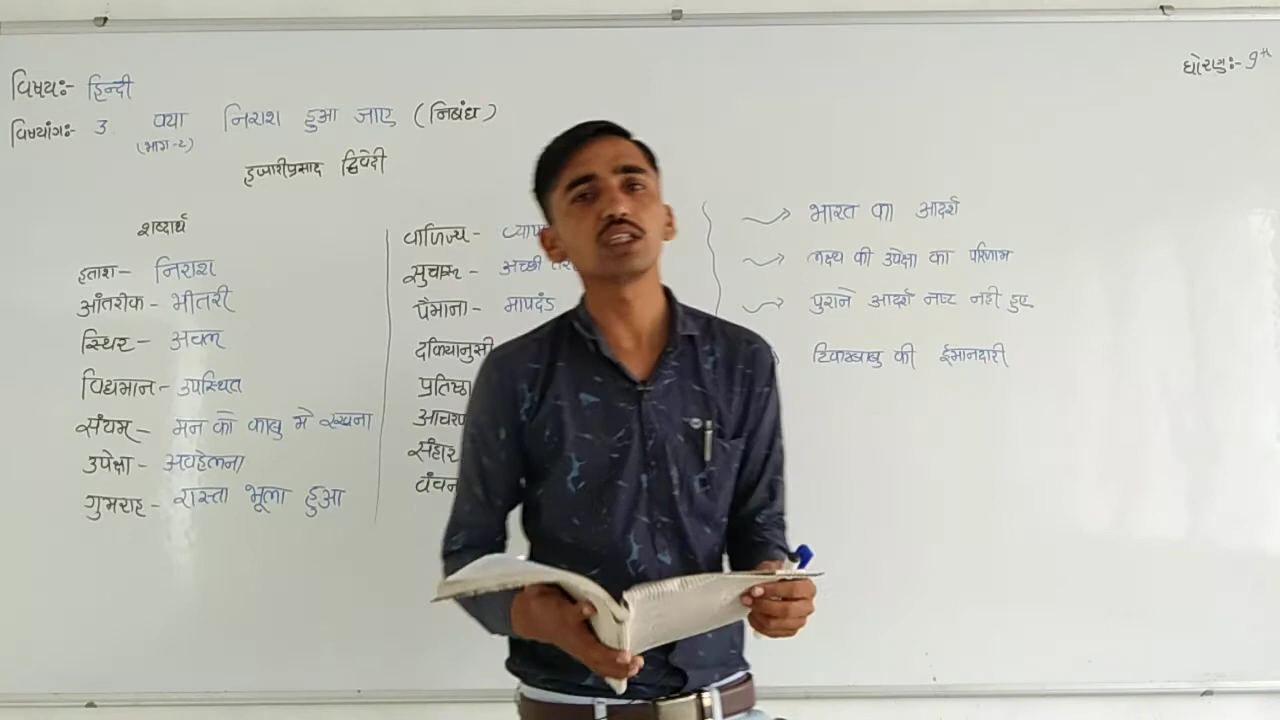 विषय:- हिन्दी
विषयांग:- 3. क्या निराश हुआ जाए (निबंध)
(भाग-2)
हजारीप्रसाद द्विवेदी
धोरण:- 9th
शब्दार्थ
हताश - निराश
आंतरीक - भीतरी
स्थिर - अचल
विद्यमान - उपस्थित
संयम - मन को काबु मे रखना
उपेक्षा - अवहेलना
गुमराह - रास्ता भूला हुआ
वाणिज्य -
सुचारू - अच्छी
पैमाना - मापदंड
दकियानुसी
भारत का आदर्श
लक्ष्य की उपेक्षा का परिणाम
पुराने आदर्श नष्ट नही हुए
टिकटबाबु की ईमानदारी